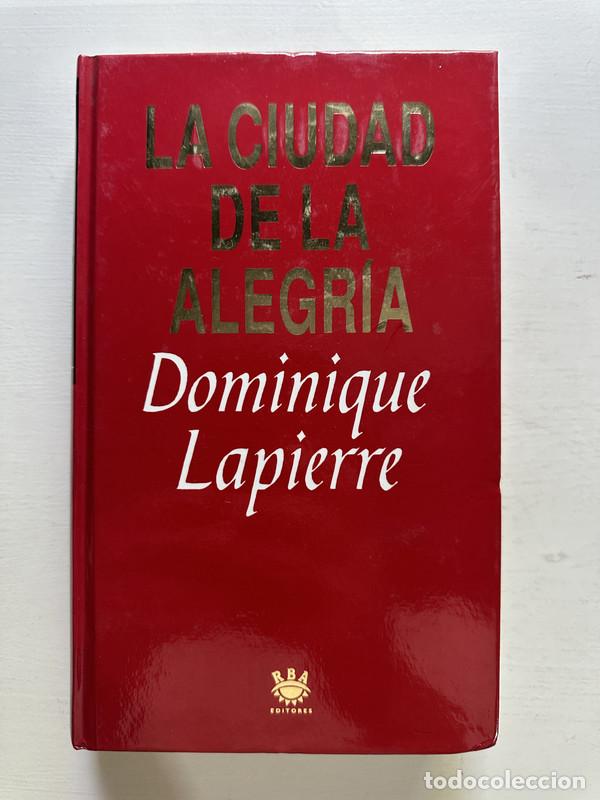 LA CIUDAD
DE LA
ALEGRÍA
Dominique
Lapierre
RBA
EDITORES
todocoleccion